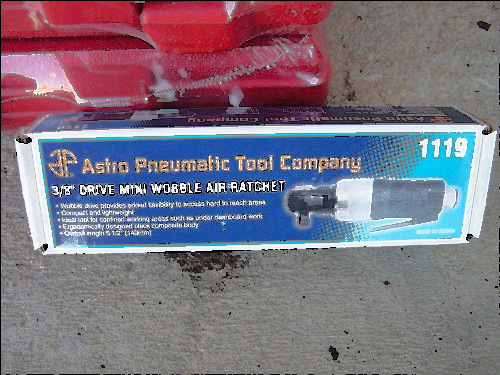 Astro Pneumatic Tool Company
1119
3/8" DRIVE MINI WOBBLE AIR RATCHET
• Wobble drive provides added flexibility to access hard to reach areas
• Compact and lightweight
• Ideal tool for confined working areas such as under dashboard work
• Ergonomically designed thick composite body
• Overall length 5 1/2" (140mm)